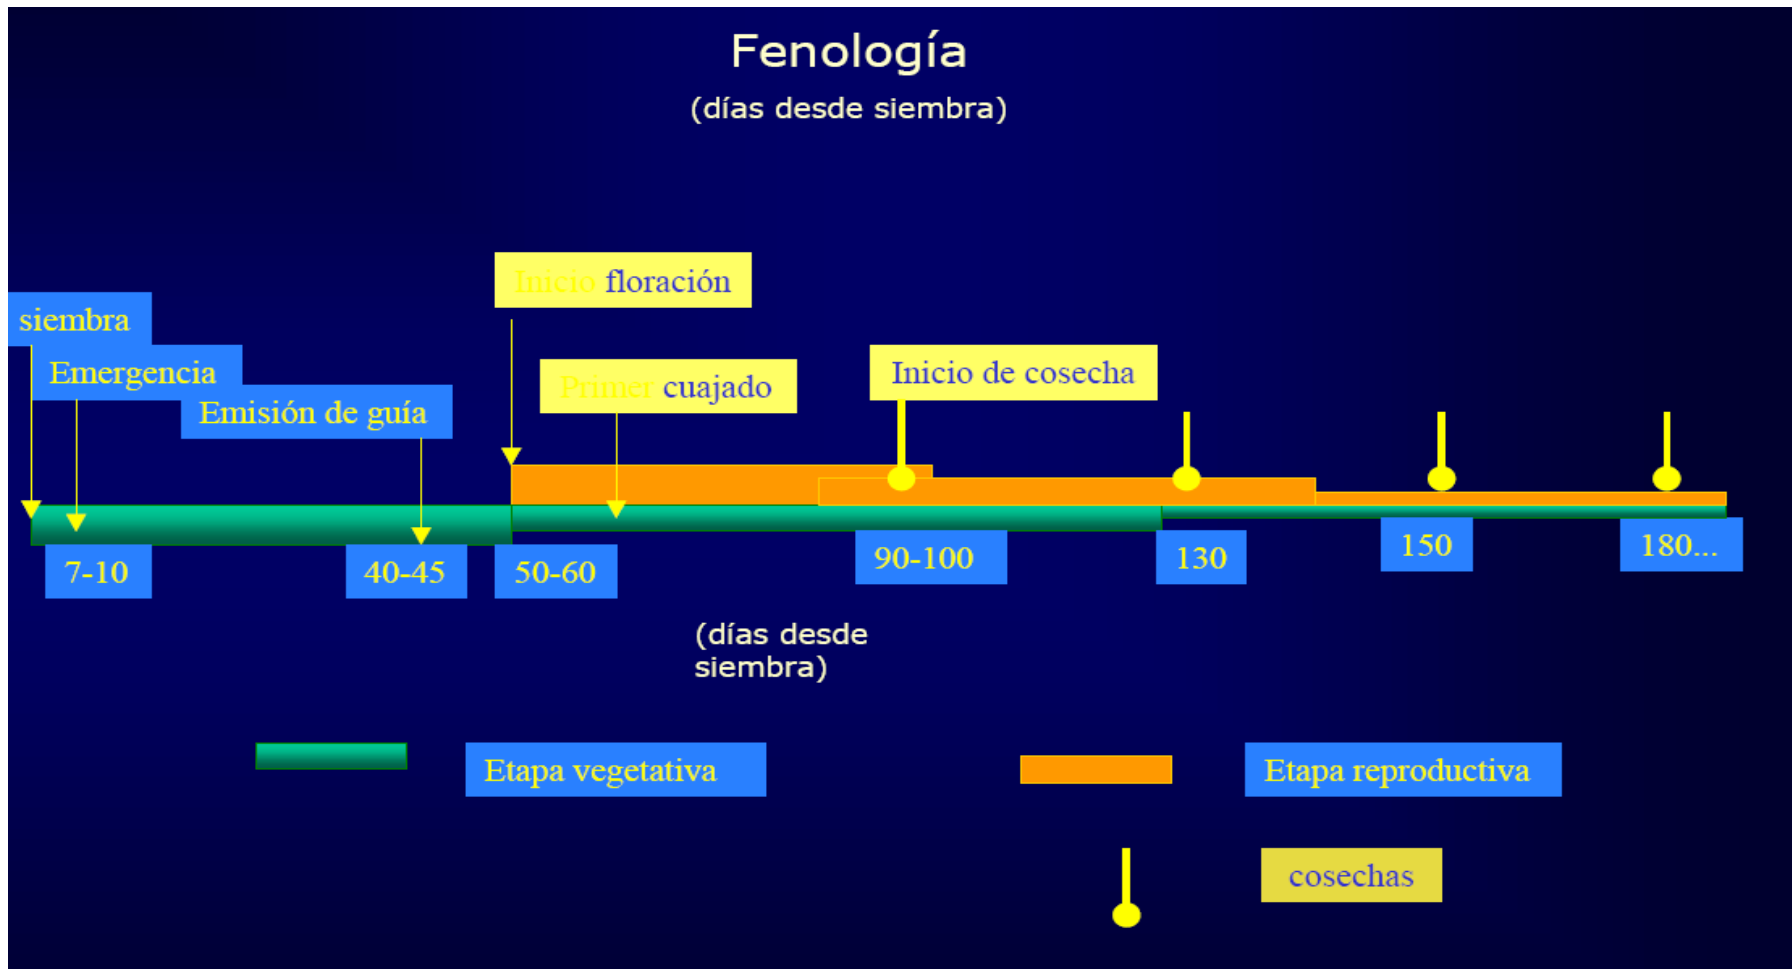 Fenología
(días desde siembra)
Inicio floración
siembra
Emergencia
Emisión de guía
Primer cuajado
Inicio de cosecha
7-10
40-45
50-60
90-100
130
150
180...
(días desde
siembra)
Etapa vegetativa
Etapa reproductiva
cosechas